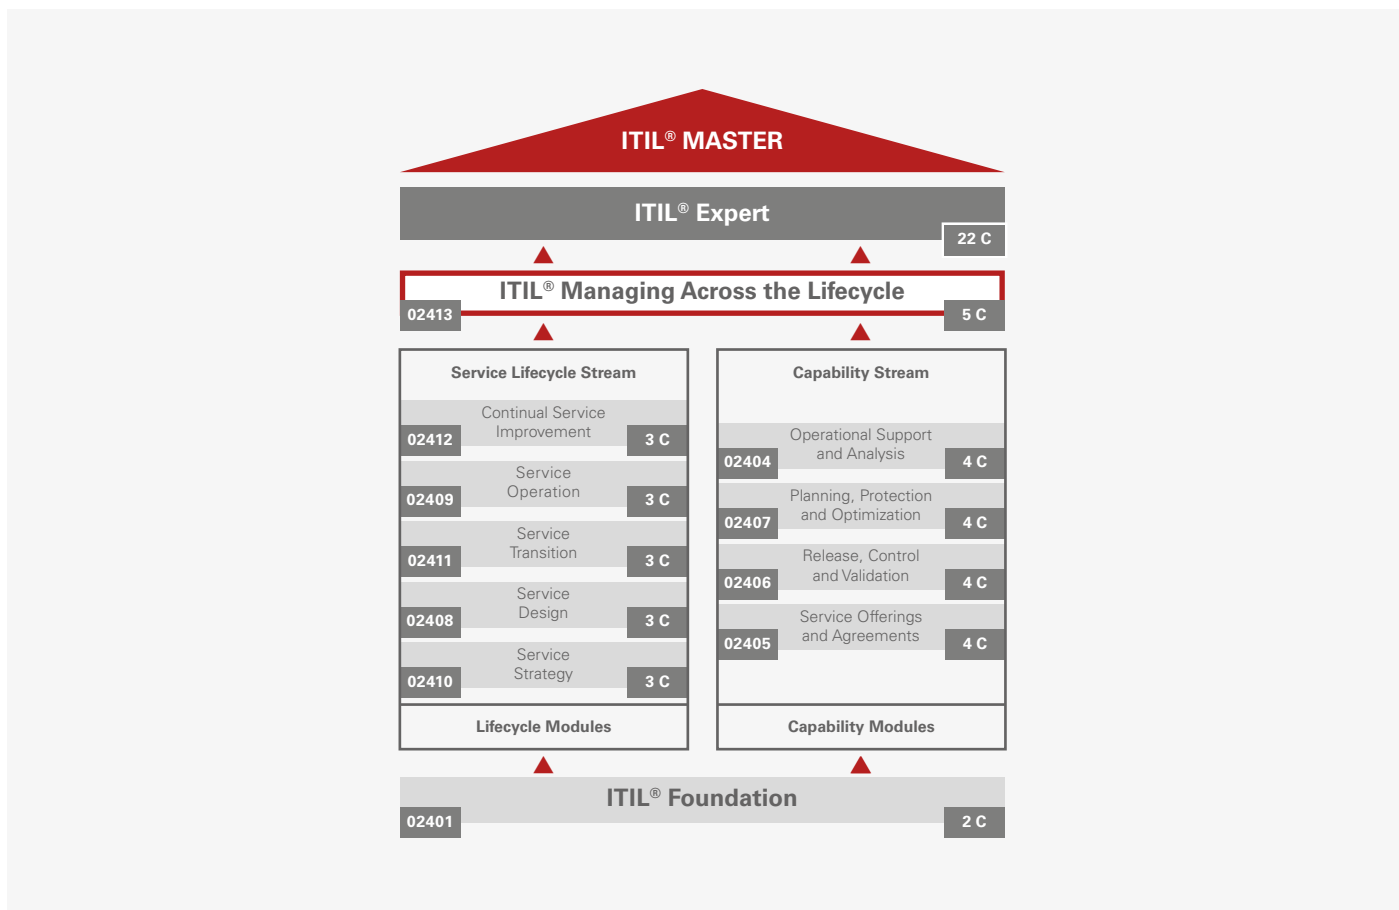 ITIL® MASTER
ITIL® Expert
22 C
ITIL® Managing Across the Lifecycle
02413
5 C
Service Lifecycle Stream
Continual Service
Improvement
02412
3 C
Service
Operation
02409
3 C
Service
Transition
02411
3 C
Service
Design
02408
3 C
Service
Strategy
02410
3 C
Lifecycle Modules
Capability Stream
Operational Support
and Analysis
02404
4 C
Planning, Protection
and Optimization
02407
4 C
Release, Control
and Validation
02406
4 C
Service Offerings
and Agreements
02405
4 C
Capability Modules
ITIL® Foundation
02401
2 C